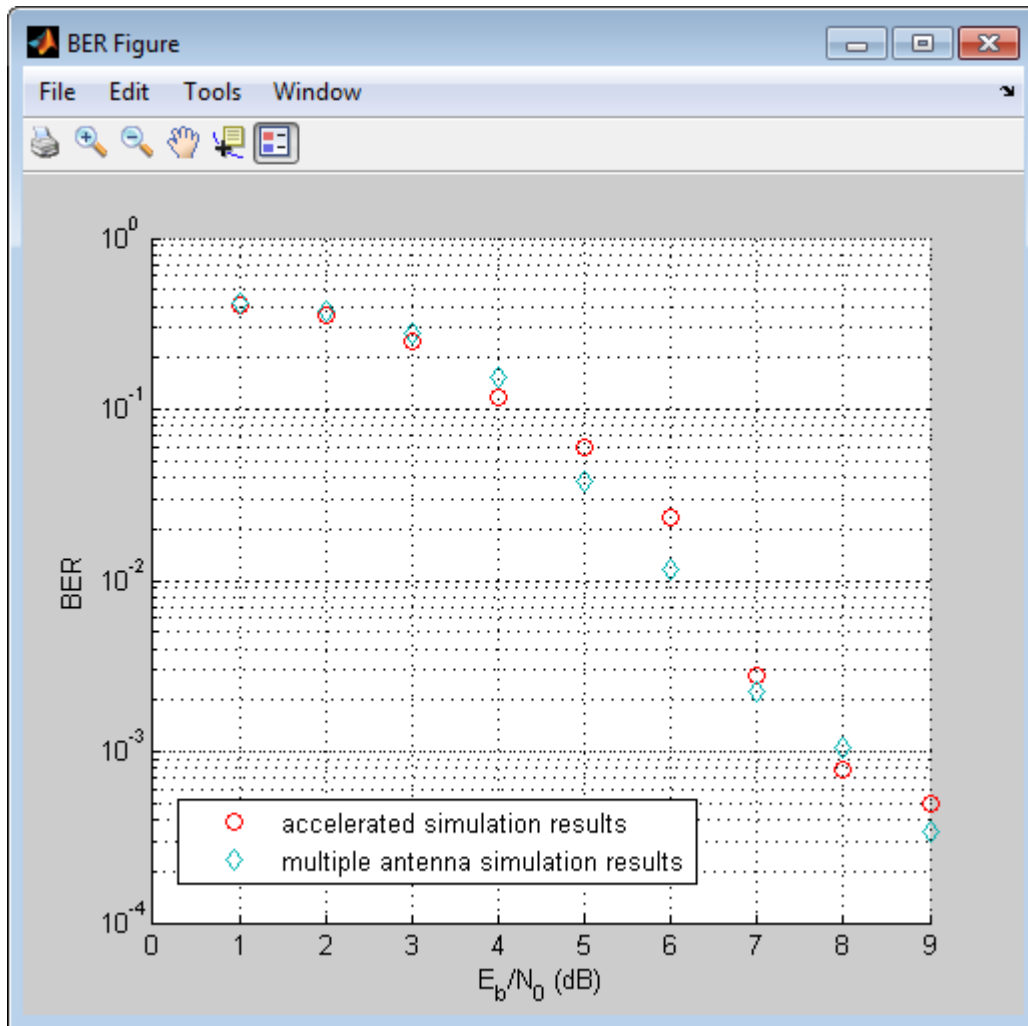 BER Figure
File Edit Tools Window
10^0
10^-1
10^-2
10^-3
10^-4
BER
accelerated simulation results
multiple antenna simulation results
0 1 2 3 4 5 6 7 8 9
E_b/N_0 (dB)